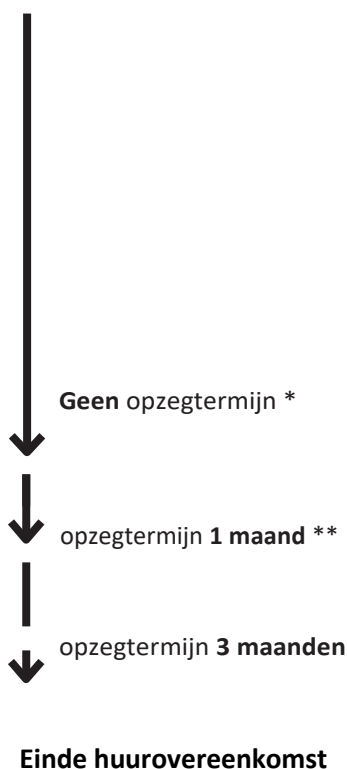 Geen opzegtermijn *
opzegtermijn 1 maand **
opzegtermijn 3 maanden
Einde huurovereenkomst